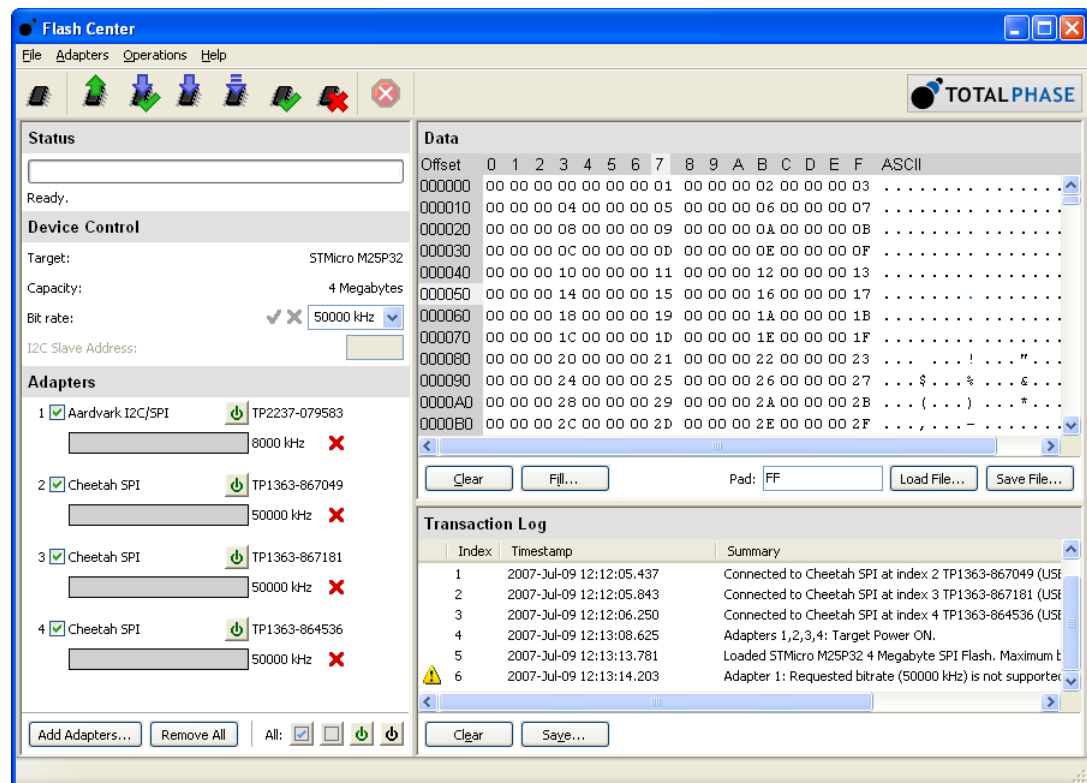 Flash Center
File Adapters Operations Help
TOTALPHASE
Status
Ready.
Device Control
Target: STMicro M25P32
Capacity: 4 Megabytes
Bit rate: 50000 kHz
I2C Slave Address:
Adapters
1 Aardvark I2C/SPI TP2237-079583
8000 kHz
2 Cheetah SPI TP1363-867049
50000 kHz
3 Cheetah SPI TP1363-867181
50000 kHz
4 Cheetah SPI TP1363-864536
50000 kHz
Add Adapters... Remove All All:
Data
Offset 0 1 2 3 4 5 6 7 8 9 A B C D E F ASCII
000000 00 00 00 00 00 00 00 01 00 00 00 02 00 00 00 03 . . . . . . . . . . . . . . . .
000010 00 00 00 04 00 00 00 05 00 00 00 06 00 00 00 07 . . . . . . . . . . . . . . . .
000020 00 00 00 08 00 00 00 09 00 00 00 0A 00 00 00 0B . . . . . . . . . . . . . . . .
000030 00 00 00 0C 00 00 00 0D 00 00 00 0E 00 00 00 0F . . . . . . . . . . . . . . . .
000040 00 00 00 10 00 00 00 11 00 00 00 12 00 00 00 13 . . . . . . . . . . . . . . . .
000050 00 00 00 14 00 00 00 15 00 00 00 16 00 00 00 17 . . . . . . . . . . . . . . . .
000060 00 00 00 18 00 00 00 19 00 00 00 1A 00 00 00 1B . . . . . . . . . . . . . . . .
000070 00 00 00 1C 00 00 00 1D 00 00 00 1E 00 00 00 1F . . . . . . . . . . . . . . . .
000080 00 00 00 20 00 00 00 21 00 00 00 22 00 00 00 23 . . .   . . . ! . . . " . . .
000090 00 00 00 24 00 00 00 25 00 00 00 26 00 00 00 27 . . . $ . . . % . . . & . . .
0000A0 00 00 00 28 00 00 00 29 00 00 00 2A 00 00 00 2B . . . ( . . . ) . . . * . . .
0000B0 00 00 00 2C 00 00 00 2D 00 00 00 2E 00 00 00 2F . . . , . . . - . . . . . . .
Clear Fill... Pad: FF Load File... Save File...
Transaction Log
Index Timestamp Summary
1 2007-Jul-09 12:12:05.437 Connected to Cheetah SPI at index 2 TP1363-867049 (USB
2 2007-Jul-09 12:12:05.843 Connected to Cheetah SPI at index 3 TP1363-867181 (USB
3 2007-Jul-09 12:12:06.250 Connected to Cheetah SPI at index 4 TP1363-864536 (USB
4 2007-Jul-09 12:13:08.625 Adapters 1,2,3,4: Target Power ON.
5 2007-Jul-09 12:13:13.781 Loaded STMicro M25P32 4 Megabyte SPI Flash. Maximum b
6 2007-Jul-09 12:13:14.203 Adapter 1: Requested bitrate (50000 kHz) is not supported
Clear Save...